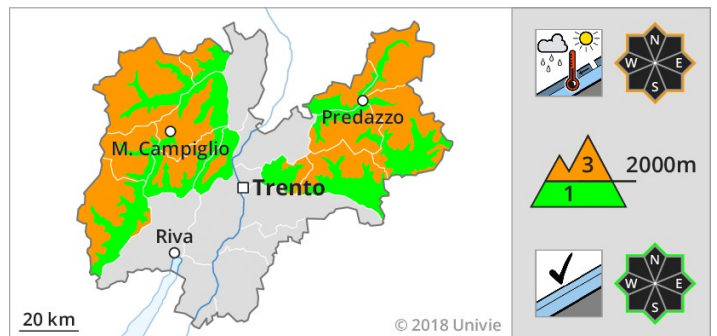 N
W E
S
Predazzo
M. Campiglio
3 2000m
1
Trento
Riva
N
W E
S
20 km
© 2018 Univie